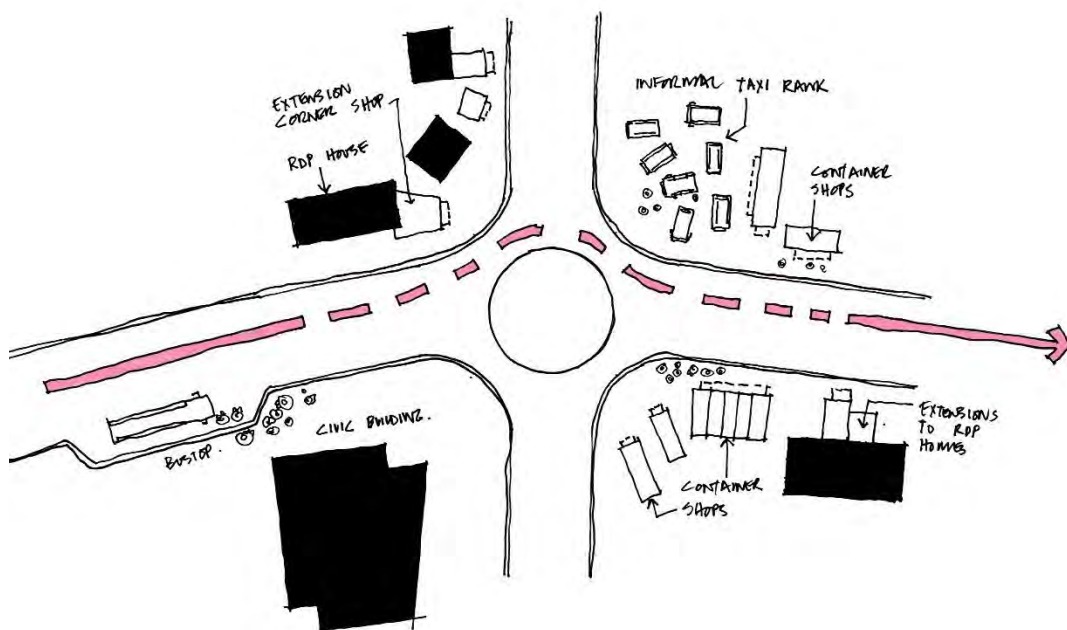 EXTENSION
CORNER SHOP
RDP HOUSE
INFORMAL TAXI RANK
CONTAINER
SHOPS
BUSTOP.
CIVIC BUILDING.
CONTAINER
SHOPS
EXTENSIONS
TO RDP
HOMES